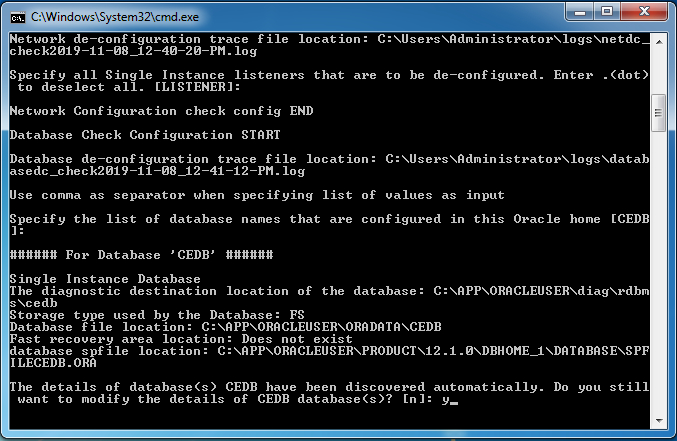 C:\Windows\System32\cmd.exe
Network de-configuration trace file location: C:\Users\Administrator\logs\netdc_
check2019-11-08_12-40-20-PM.log
Specify all Single Instance listeners that are to be de-configured. Enter .(dot)
to deselect all. [LISTENER]:
Network Configuration check config END
Database Check Configuration START
Database de-configuration trace file location: C:\Users\Administrator\logs\datab
asedc_check2019-11-08_12-41-12-PM.log
Use comma as separator when specifying list of values as input
Specify the list of database names that are configured in this Oracle home [CEDB
]:
###### For Database 'CEDB' ######
Single Instance Database
The diagnostic destination location of the database: C:\APP\ORACLEUSER\diag\rdbm
s\cedb
Storage type used by the Database: FS
Database file location: C:\APP\ORACLEUSER\ORADATA\CEDB
Fast recovery area location: Does not exist
database spfile location: C:\APP\ORACLEUSER\PRODUCT\12.1.0\DBHOME_1\DATABASE\SPF
ILECEDB.ORA
The details of database(s) CEDB have been discovered automatically. Do you still
want to modify the details of CEDB database(s)? [n]: y_